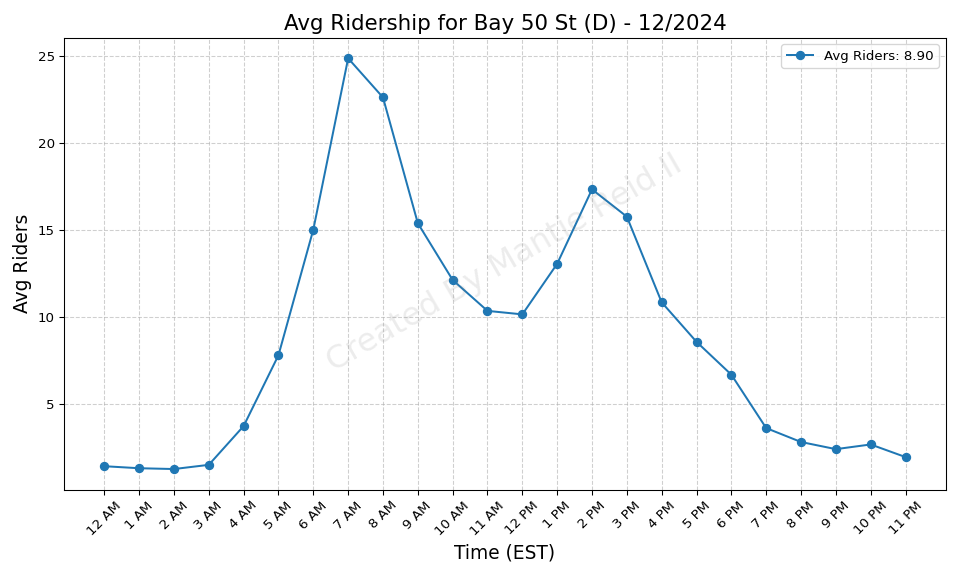 Avg Ridership for Bay 50 St (D) - 12/2024
Avg Riders: 8.90
Avg Riders
25
20
15
10
5
Created By Mantis Reid II
12 AM
1 AM
2 AM
3 AM
4 AM
5 AM
6 AM
7 AM
8 AM
9 AM
10 AM
11 AM
12 PM
1 PM
2 PM
3 PM
4 PM
5 PM
6 PM
7 PM
8 PM
9 PM
10 PM
11 PM
Time (EST)